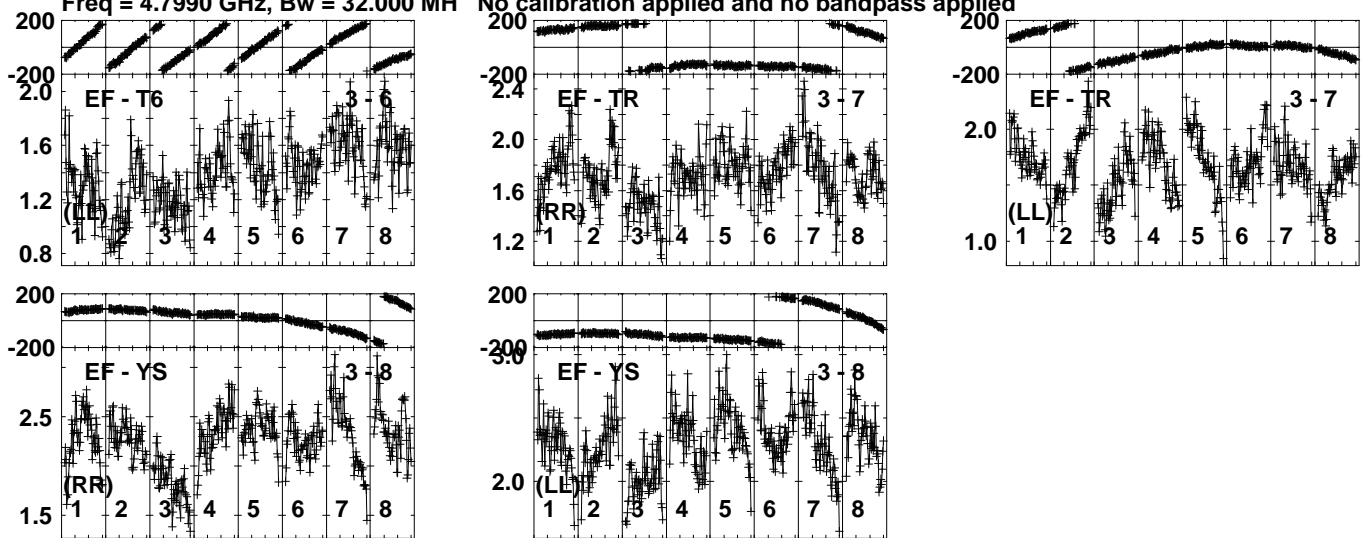 Freq = 4.7990 GHz, Bw = 32.000 MH No calibration applied and no bandpass applied
200
-200
2.0
1.6
1.2
0.8
EF - T6 3 - 6
(LL)
1 2 3 4 5 6 7 8
2.4
2.0
1.6
1.2
EF - TR 3 - 7
(RR)
1 2 3 4 5 6 7 8
200
-200
2.0
1.0
EF - TR 3 - 7
(LL)
1 2 3 4 5 6 7 8
200
-200
2.5
1.5
EF - YS 3 - 8
(RR)
1 2 3 4 5 6 7 8
200
-200
3.0
2.0
EF - YS 3 - 8
(LL)
1 2 3 4 5 6 7 8
200
-200